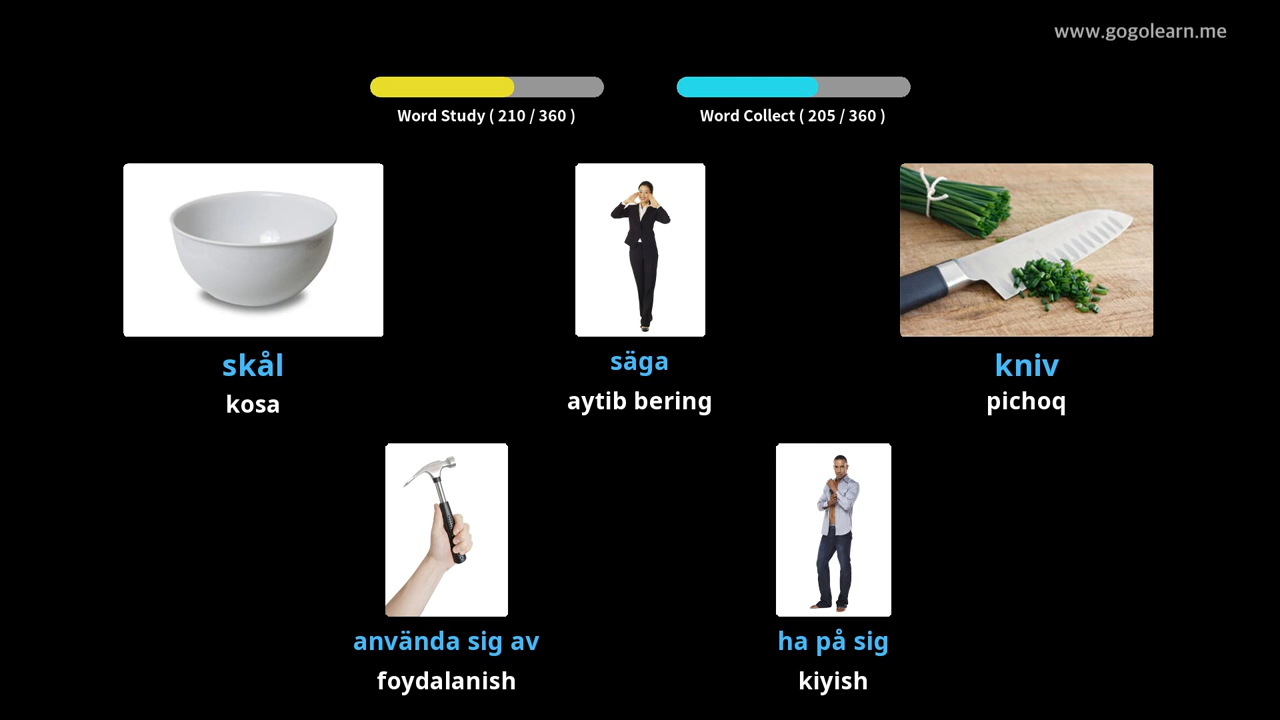 www.gogolearn.me
Word Study ( 210 / 360 )
Word Collect ( 205 / 360 )
skål
säga
kniv
kosa
aytib bering
pichoq
använda sig av
ha på sig
foydalanish
kiyish